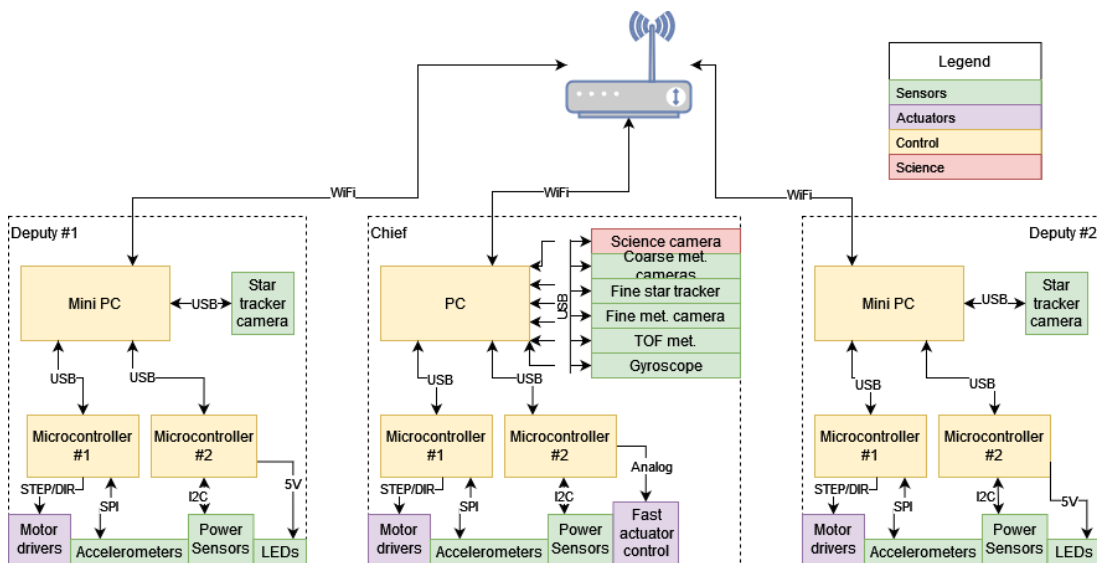 Legend
Sensors
Actuators
Control
Science
WiFi
WiFi
WiFi
Deputy #1
Mini PC
USB
Star
tracker
camera
USB
USB
Microcontroller
#1
Microcontroller
#2
STEP/DIR
SPI
I2C
5V
Motor
drivers
Accelerometers
Power
Sensors
LEDs
Chief
PC
USB
Science camera
Coarse met.
cameras
Fine star tracker
Fine met. camera
TOF met.
Gyroscope
USB
USB
Microcontroller
#1
Microcontroller
#2
STEP/DIR
SPI
I2C
Analog
Motor
drivers
Accelerometers
Power
Sensors
Fast
actuator
control
Deputy #2
Mini PC
USB
Star
tracker
camera
USB
USB
Microcontroller
#1
Microcontroller
#2
STEP/DIR
SPI
I2C
5V
Motor
drivers
Accelerometers
Power
Sensors
LEDs